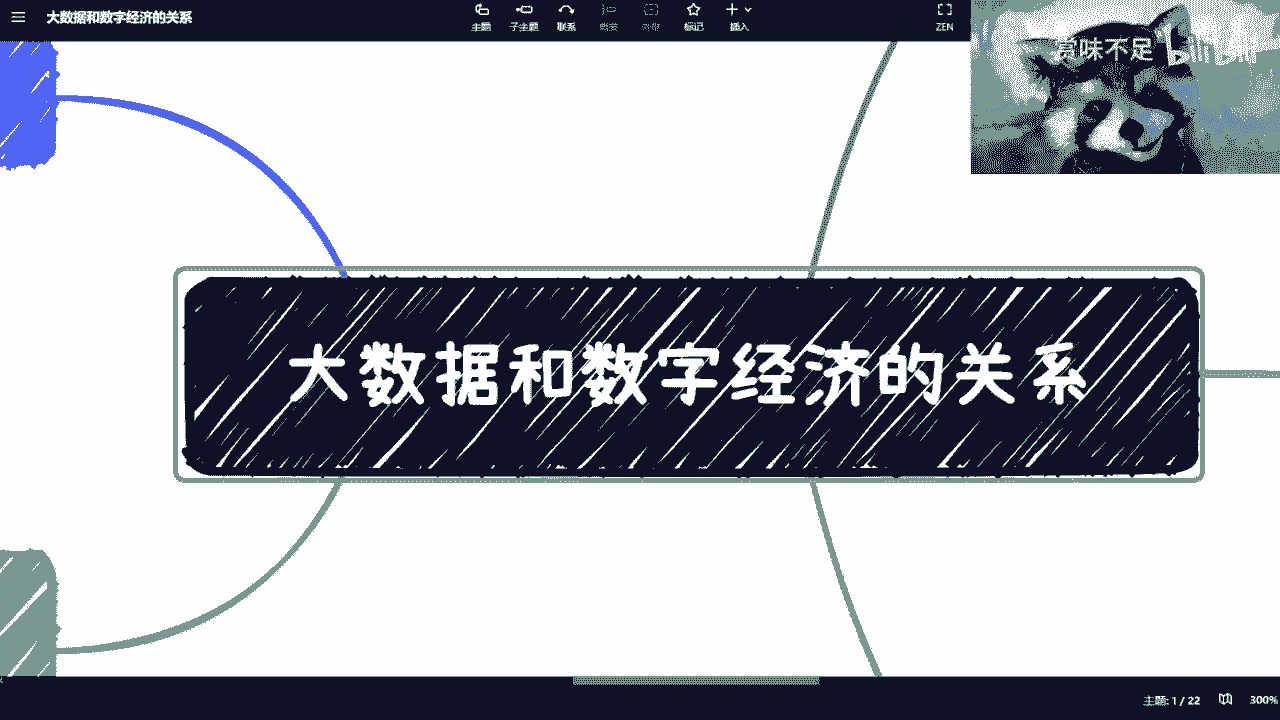 大数据和数字经济的关系
主题 子主题 联系 概要 外框 标记 插入 ZEN
赏味不足 bilibili
大数据和数字经济的关系
主题: 1 / 22 300%